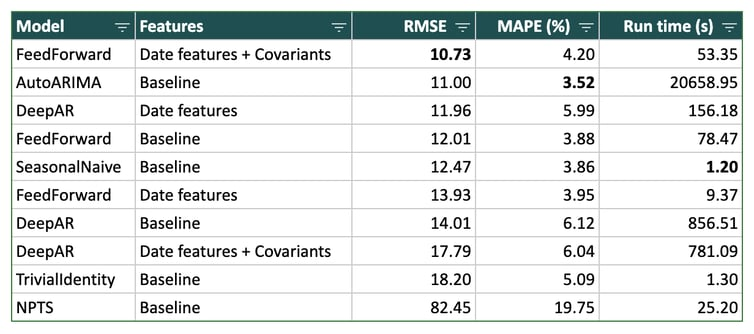 Model Features RMSE MAPE (%) Run time (s)
FeedForward Date features + Covariants 10.73 4.20 53.35
AutoARIMA Baseline 11.00 3.52 20658.95
DeepAR Date features 11.96 5.99 156.18
FeedForward Baseline 12.01 3.88 78.47
SeasonalNaive Baseline 12.47 3.86 1.20
FeedForward Date features 13.93 3.95 9.37
DeepAR Baseline 14.01 6.12 856.51
DeepAR Date features + Covariants 17.79 6.04 781.09
TrivialIdentity Baseline 18.20 5.09 1.30
NPTS Baseline 82.45 19.75 25.20